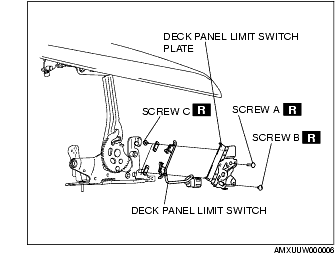 DECK PANEL LIMIT SWITCH
PLATE
SCREW C R
SCREW A R
SCREW B R
DECK PANEL LIMIT SWITCH
AMXUUW000006